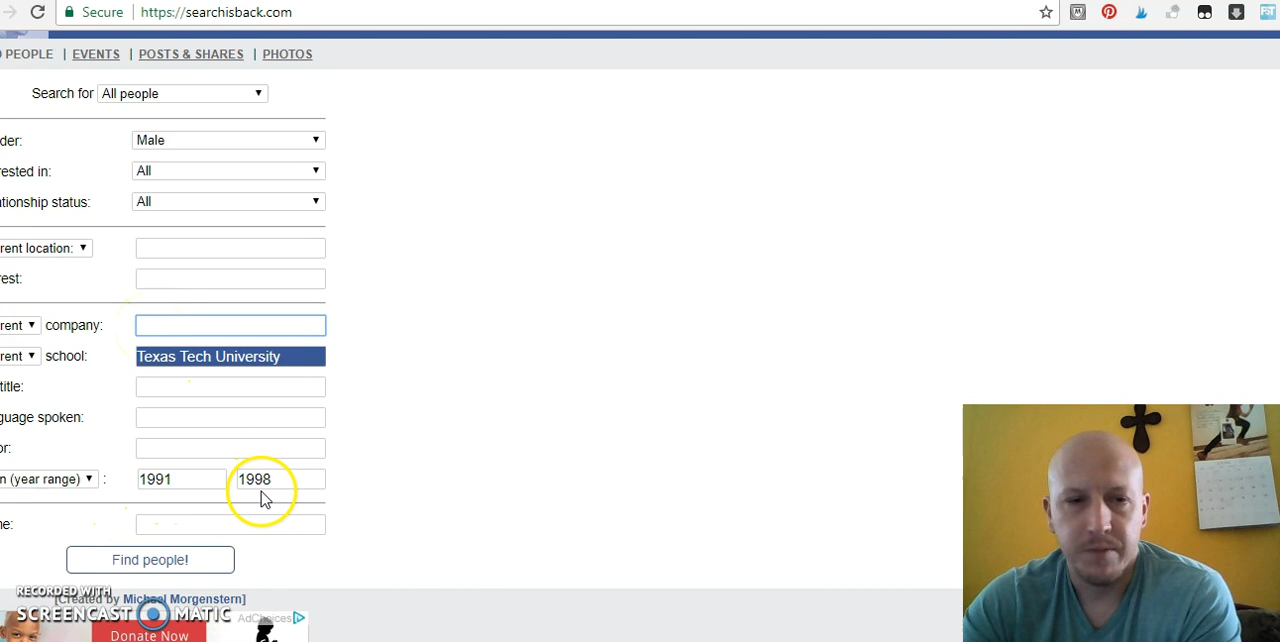 Secure https://searchisback.com
PEOPLE | EVENTS | POSTS & SHARES | PHOTOS
Search for All people
der: Male
rested in: All
ationship status: All
rent location:
rest:
rent company:
rent school: Texas Tech University
title:
guage spoken:
or:
n (year range) : 1991 1998
ne:
Find people!
[Created by Michael Morgenstern]
RECORDED WITH
SCREENCAST MATIC
AdChoices
Donate Now